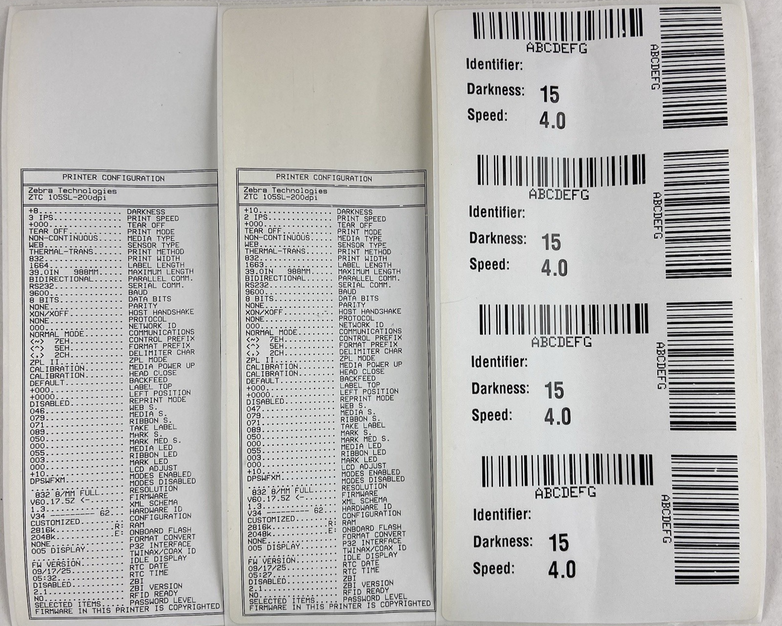 PRINTER CONFIGURATION
Zebra Technologies
ZTC 105SL-200dpi
+8.................. DARKNESS
3 IPS............... PRINT SPEED
+000................ TEAR OFF
TEAR OFF............ PRINT MODE
NON-CONTINUOUS...... MEDIA TYPE
WEB................. SENSOR TYPE
THERMAL-TRANS....... PRINT METHOD
832................. PRINT WIDTH
1664................ LABEL LENGTH
39.0IN 988MM........ MAXIMUM LENGTH
BIDIRECTIONAL....... PARALLEL COMM.
RS232............... SERIAL COMM.
9600................ BAUD
8 BITS.............. DATA BITS
NONE................ PARITY
XON/XOFF............ HOST HANDSHAKE
NONE................ PROTOCOL
000................. NETWORK ID
NORMAL MODE......... COMMUNICATIONS
<~> 7EH............. CONTROL PREFIX
<^> 5EH............. FORMAT PREFIX
<,> 2CH............. DELIMITER CHAR
ZPL II.............. ZPL MODE
CALIBRATION......... MEDIA POWER UP
CALIBRATION......... HEAD CLOSE
DEFAULT............. BACKFEED
+000................ LABEL TOP
+0000............... LEFT POSITION
DISABLED............ REPRINT MODE
046................. WEB S.
079................. MEDIA S.
071................. RIBBON S.
089................. TAKE LABEL
050................. MARK S.
000................. MARK MED S.
055................. MEDIA LED
003................. RIBBON LED
000................. MARK LED
+10................. LCD ADJUST
DPSWFXM............. MODES ENABLED
.................... MODES DISABLED
832 8/MM FULL....... RESOLUTION
V60.17.5Z <-........ FIRMWARE
1.3................. XML SCHEMA
V34 ---------- 62... HARDWARE ID
CUSTOMIZED.......... CONFIGURATION
2816k............R: RAM
2048k............E: ONBOARD FLASH
NONE................ FORMAT CONVERT
005 DISPLAY......... P32 INTERFACE
.................... TWINAX/COAX ID
FW VERSION.......... IDLE DISPLAY
09/17/25............ RTC DATE
05:32............... RTC TIME
DISABLED............ ZBI
2.1................. ZBI VERSION
NO.................. RFID READY
SELECTED ITEMS...... PASSWORD LEVEL
FIRMWARE IN THIS PRINTER IS COPYRIGHTED
PRINTER CONFIGURATION
Zebra Technologies
ZTC 105SL-200dpi
+10................. DARKNESS
2 IPS............... PRINT SPEED
+000................ TEAR OFF
TEAR OFF............ PRINT MODE
NON-CONTINUOUS...... MEDIA TYPE
WEB................. SENSOR TYPE
THERMAL-TRANS....... PRINT METHOD
832................. PRINT WIDTH
1663................ LABEL LENGTH
39.0IN 988MM........ MAXIMUM LENGTH
BIDIRECTIONAL....... PARALLEL COMM.
RS232............... SERIAL COMM.
9600................ BAUD
8 BITS.............. DATA BITS
NONE................ PARITY
XON/XOFF............ HOST HANDSHAKE
NONE................ PROTOCOL
000................. NETWORK ID
NORMAL MODE......... COMMUNICATIONS
<~> 7EH............. CONTROL PREFIX
<^> 5EH............. FORMAT PREFIX
<,> 2CH............. DELIMITER CHAR
ZPL II.............. ZPL MODE
CALIBRATION......... MEDIA POWER UP
CALIBRATION......... HEAD CLOSE
DEFAULT............. BACKFEED
+000................ LABEL TOP
+0000............... LEFT POSITION
DISABLED............ REPRINT MODE
047................. WEB S.
079................. MEDIA S.
071................. RIBBON S.
089................. TAKE LABEL
050................. MARK S.
000................. MARK MED S.
055................. MEDIA LED
003................. RIBBON LED
000................. MARK LED
+10................. LCD ADJUST
DPSWFXM............. MODES ENABLED
.................... MODES DISABLED
832 8/MM FULL....... RESOLUTION
V60.17.5Z <-........ FIRMWARE
1.3................. XML SCHEMA
V34 ---------- 62... HARDWARE ID
CUSTOMIZED.......... CONFIGURATION
2816k............R: RAM
2048k............E: ONBOARD FLASH
NONE................ FORMAT CONVERT
005 DISPLAY......... P32 INTERFACE
.................... TWINAX/COAX ID
FW VERSION.......... IDLE DISPLAY
09/17/25............ RTC DATE
05:27............... RTC TIME
DISABLED............ ZBI
2.1................. ZBI VERSION
NO.................. RFID READY
SELECTED ITEMS...... PASSWORD LEVEL
FIRMWARE IN THIS PRINTER IS COPYRIGHTED
ABCDEFG
ABCDEFG
Identifier:
Darkness: 15
Speed: 4.0
ABCDEFG
ABCDEFG
Identifier:
Darkness: 15
Speed: 4.0
ABCDEFG
ABCDEFG
Identifier:
Darkness: 15
Speed: 4.0
ABCDEFG
ABCDEFG
Identifier:
Darkness: 15
Speed: 4.0